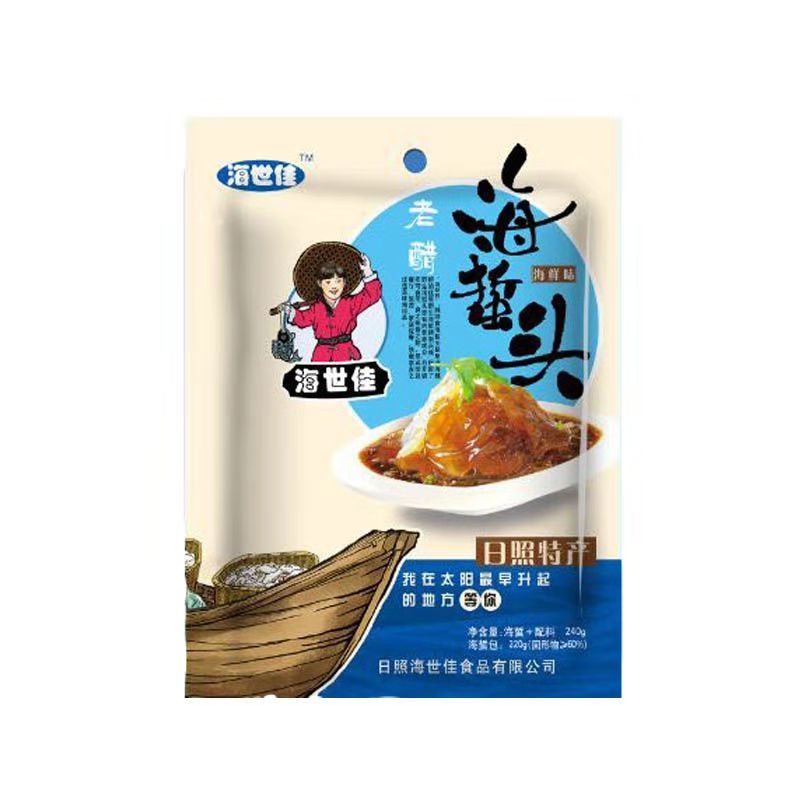 海世佳 TM
老醋
海蜇头
海鲜味
海世佳
日照特产
我在太阳最早升起
的地方等你
净含量:海蜇+配料 240g
海蜇包:220g(固形物≥60%)
日照海世佳食品有限公司